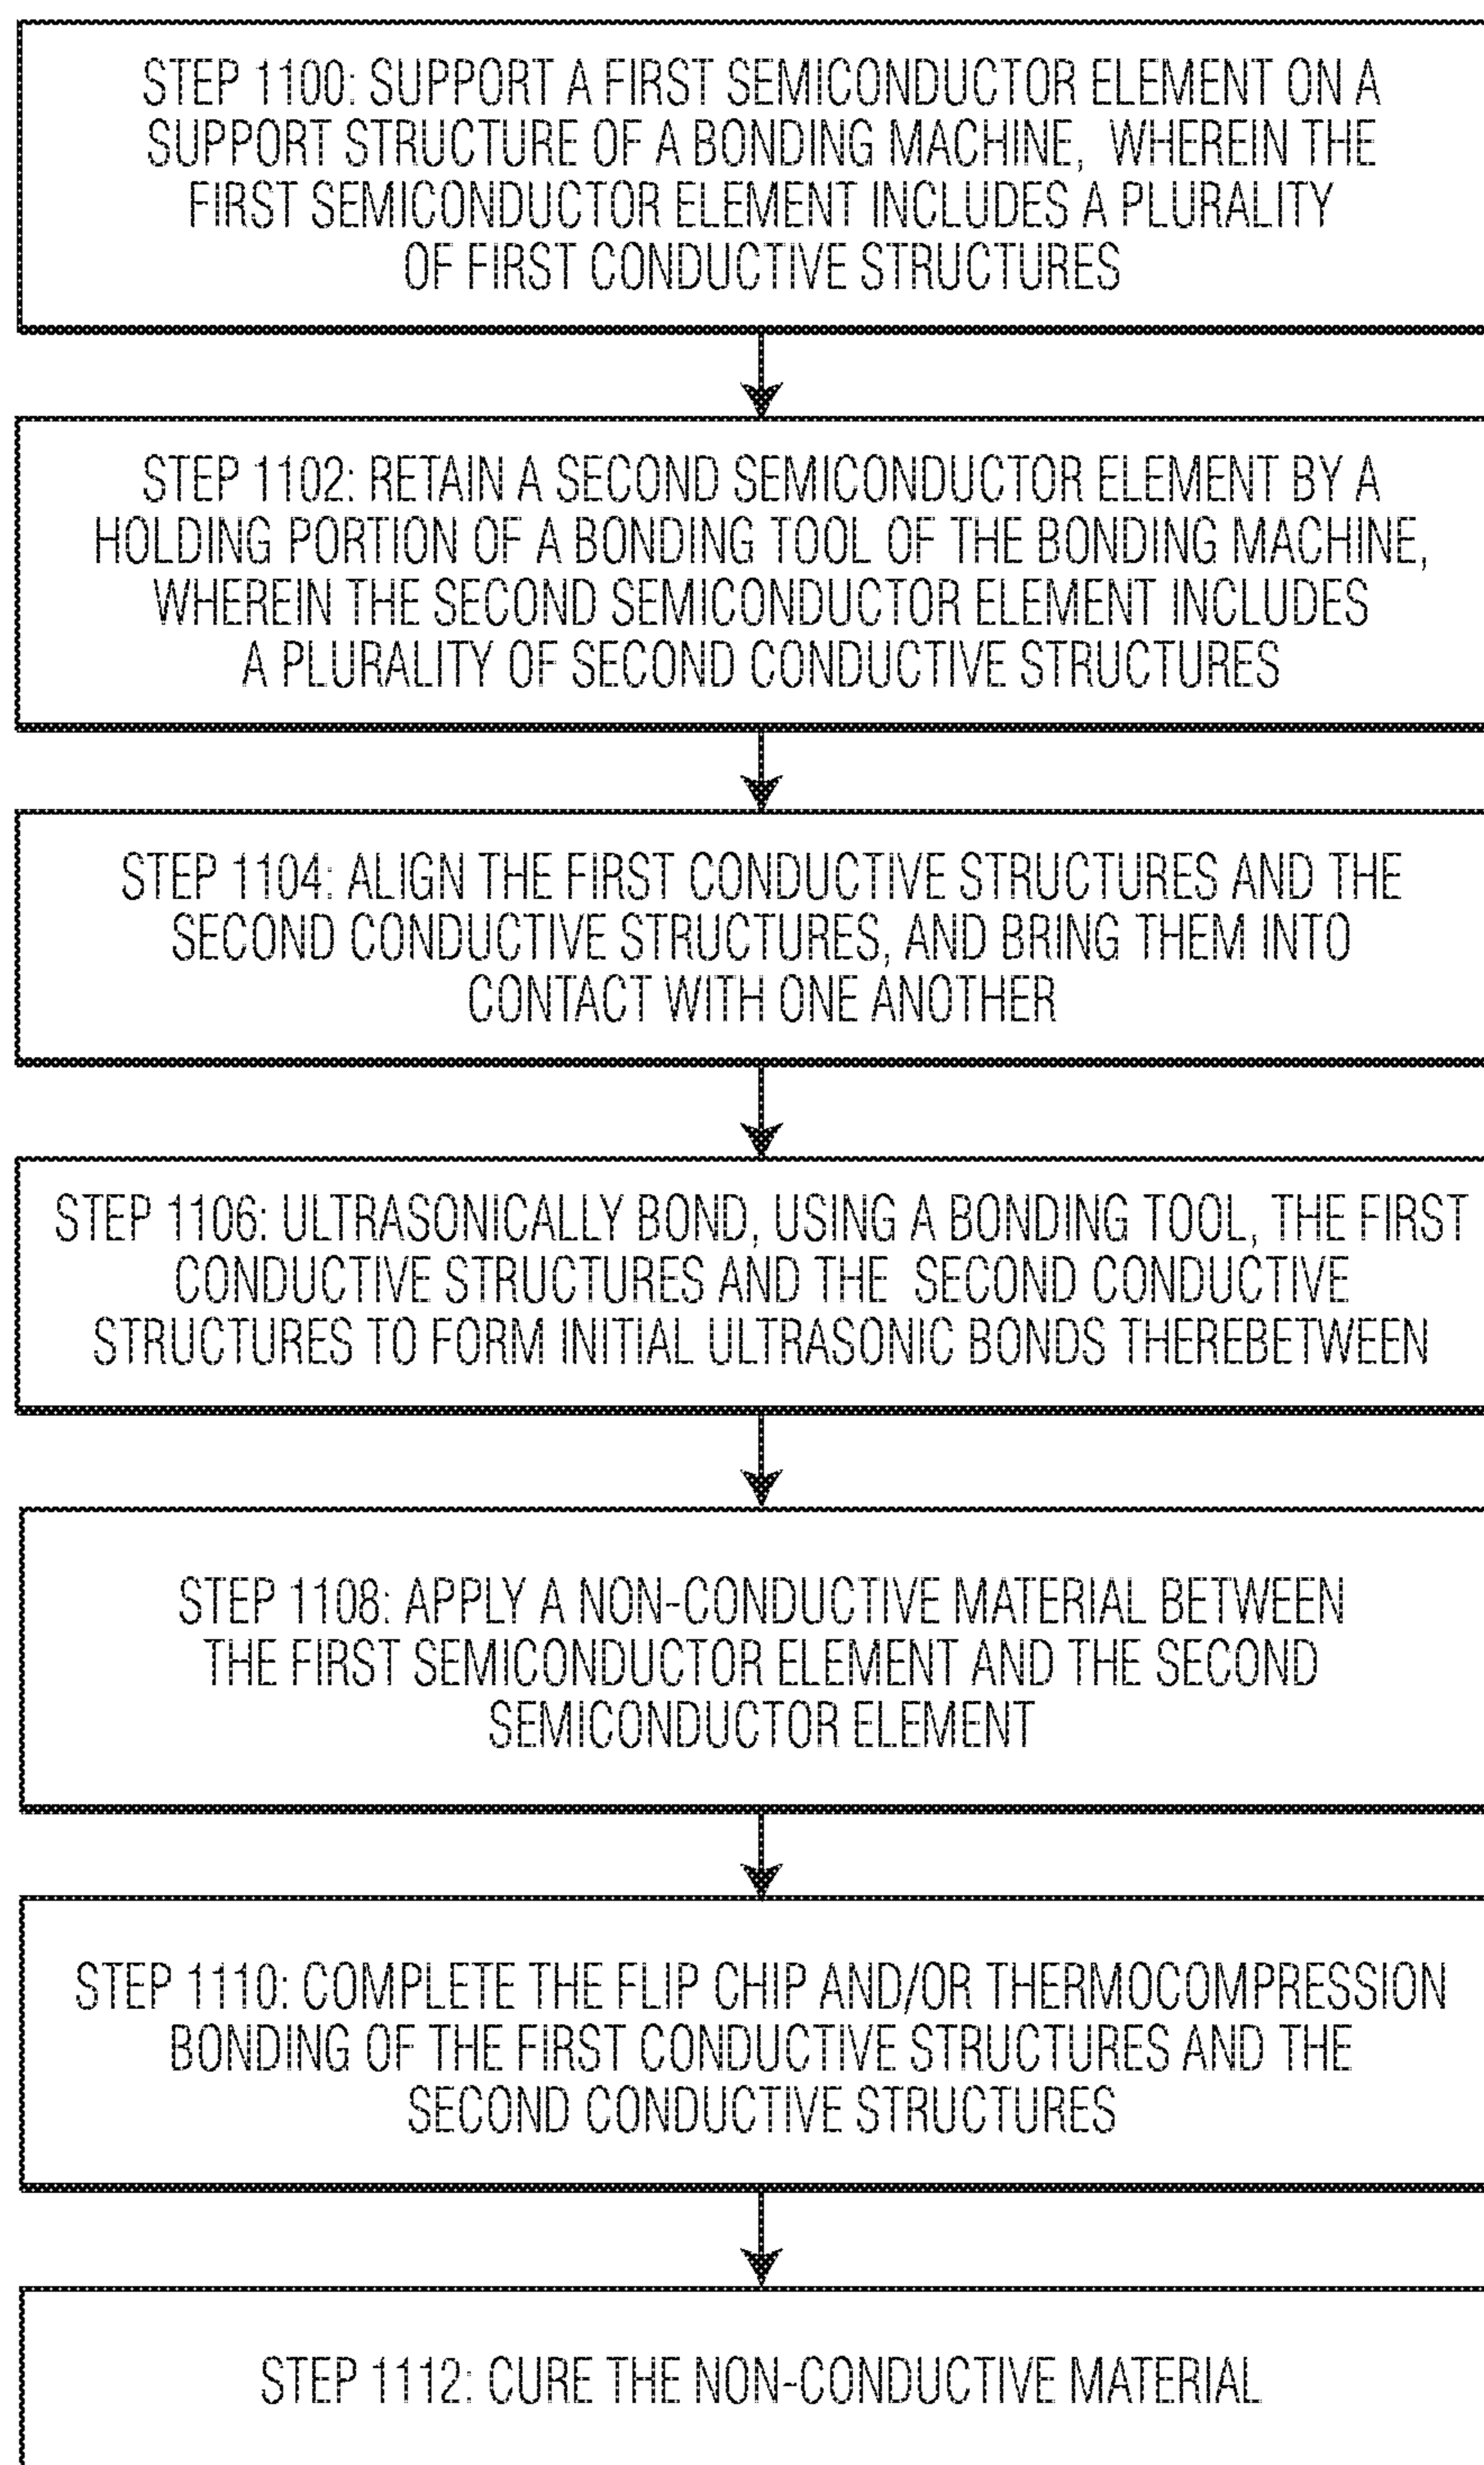 STEP 1100: SUPPORT A FIRST SEMICONDUCTOR ELEMENT ON A
SUPPORT STRUCTURE OF A BONDING MACHINE, WHEREIN THE
FIRST SEMICONDUCTOR ELEMENT INCLUDES A PLURALITY
OF FIRST CONDUCTIVE STRUCTURES
STEP 1102: RETAIN A SECOND SEMICONDUCTOR ELEMENT BY A
HOLDING PORTION OF A BONDING TOOL OF THE BONDING MACHINE,
WHEREIN THE SECOND SEMICONDUCTOR ELEMENT INCLUDES
A PLURALITY OF SECOND CONDUCTIVE STRUCTURES
STEP 1104: ALIGN THE FIRST CONDUCTIVE STRUCTURES AND THE
SECOND CONDUCTIVE STRUCTURES, AND BRING THEM INTO
CONTACT WITH ONE ANOTHER
STEP 1106: ULTRASONICALLY BOND, USING A BONDING TOOL, THE FIRST
CONDUCTIVE STRUCTURES AND THE SECOND CONDUCTIVE
STRUCTURES TO FORM INITIAL ULTRASONIC BONDS THEREBETWEEN
STEP 1108: APPLY A NON-CONDUCTIVE MATERIAL BETWEEN
THE FIRST SEMICONDUCTOR ELEMENT AND THE SECOND
SEMICONDUCTOR ELEMENT
STEP 1110: COMPLETE THE FLIP CHIP AND/OR THERMOCOMPRESSION
BONDING OF THE FIRST CONDUCTIVE STRUCTURES AND THE
SECOND CONDUCTIVE STRUCTURES
STEP 1112: CURE THE NON-CONDUCTIVE MATERIAL